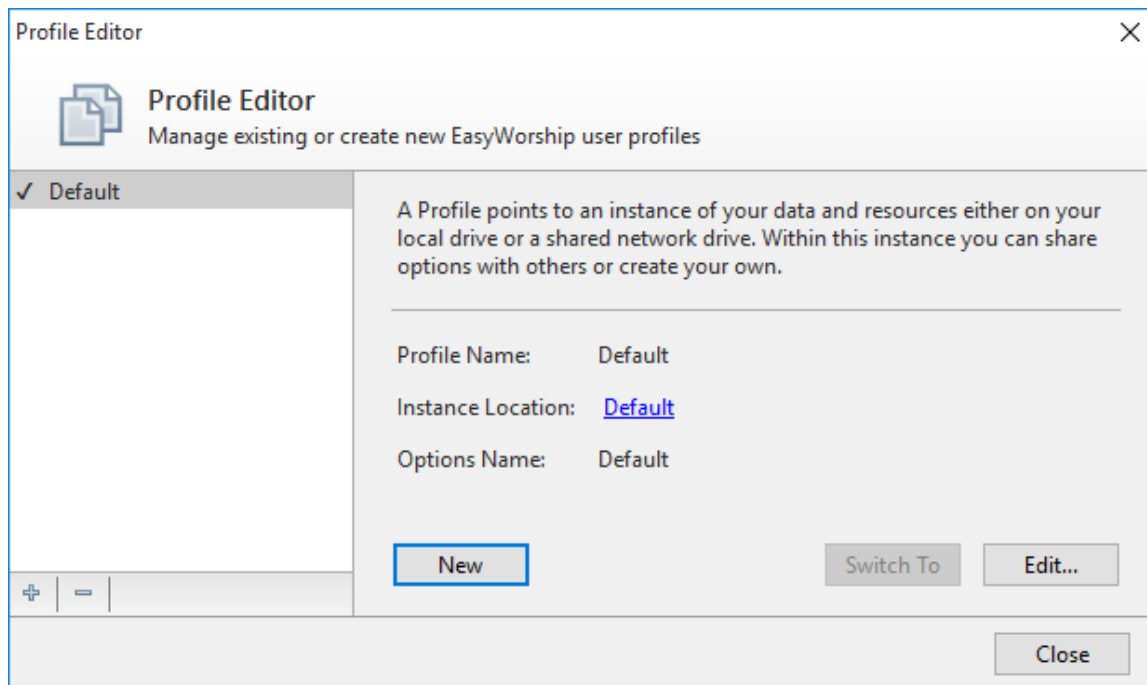 Profile Editor
Profile Editor
Manage existing or create new EasyWorship user profiles
✓ Default
A Profile points to an instance of your data and resources either on your
local drive or a shared network drive. Within this instance you can share
options with others or create your own.
Profile Name: Default
Instance Location: Default
Options Name: Default
New Switch To Edit...
Close